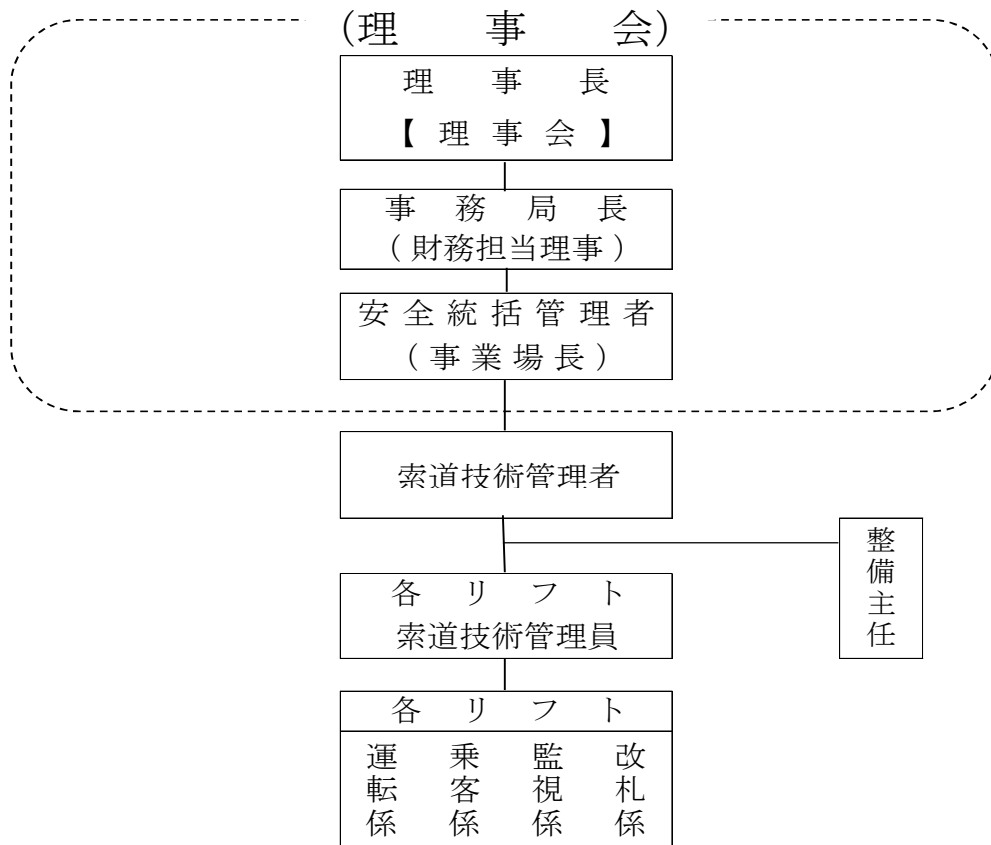 (理 事 会)
理 事 長
【 理 事 会 】
事 務 局 長
( 財務担当理事 )
安 全 統 括 管 理 者
( 事 業 場 長 )
索道技術管理者
整備主任
各 リ フ ト
索道技術管理員
各 リ フ ト
運転係
乗客係
監視係
改札係